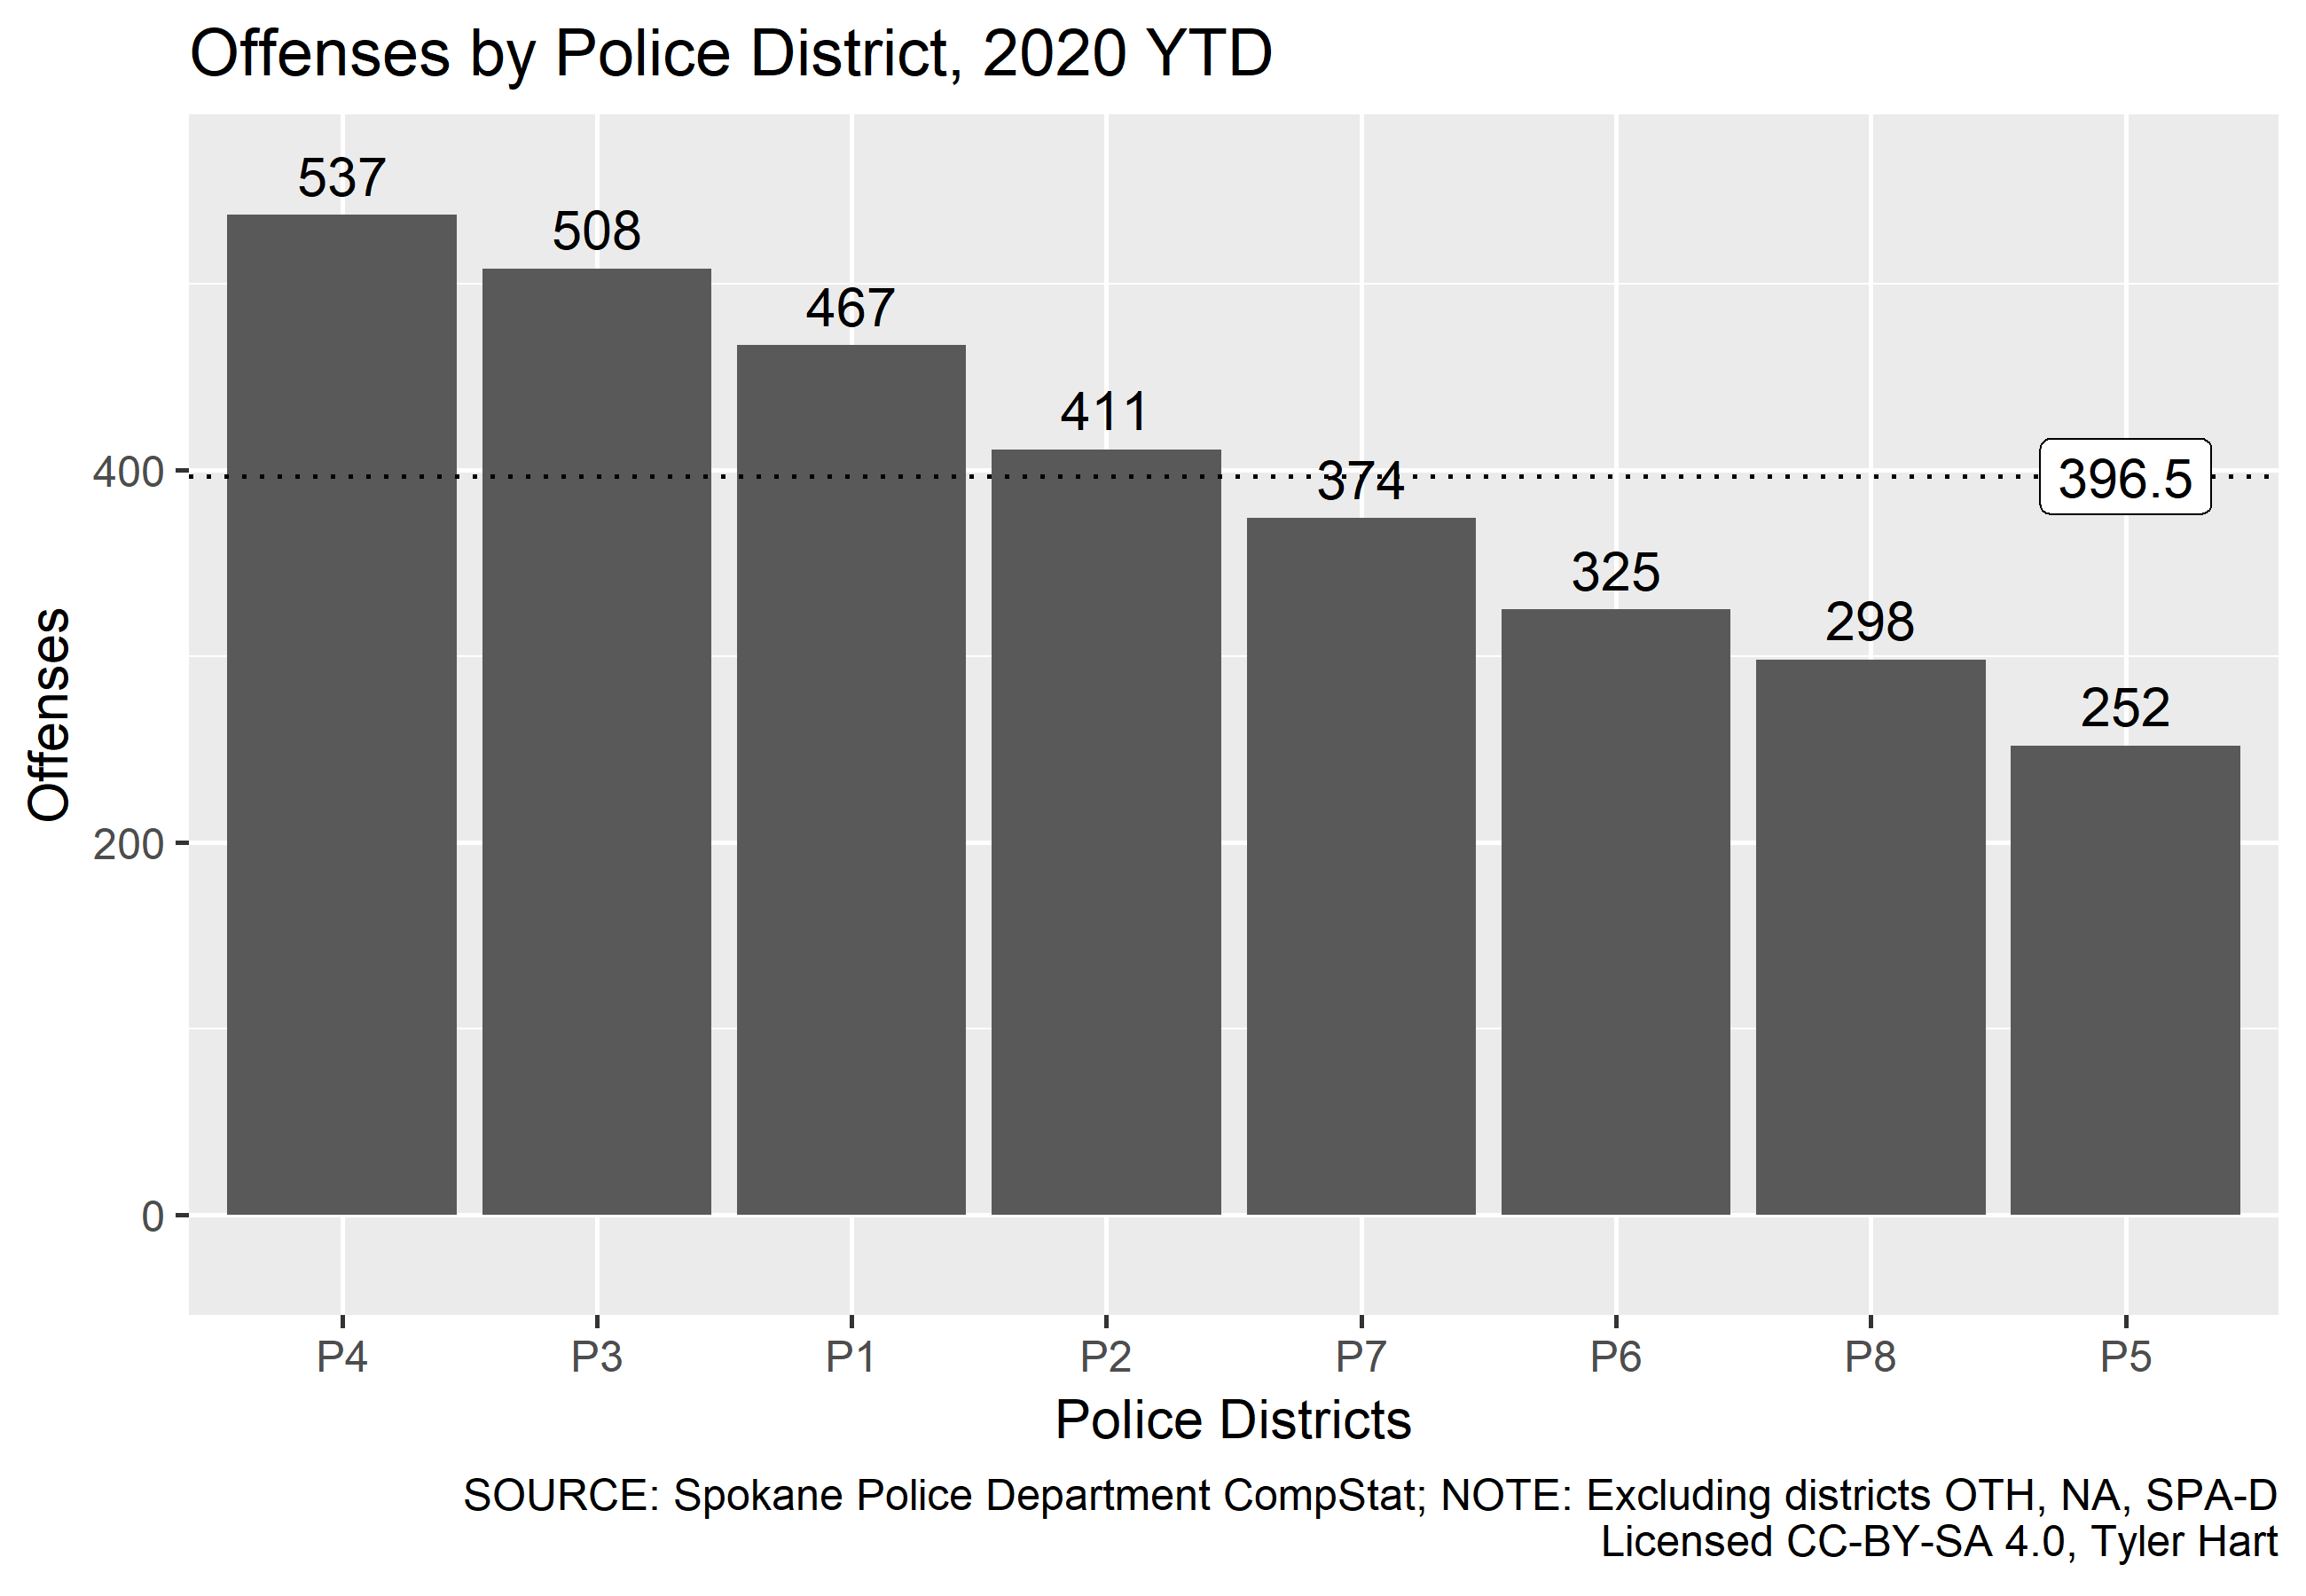 Offenses by Police District, 2020 YTD
537
508
467
411
374
325
298
252
396.5
400
200
0
Offenses
P4 P3 P1 P2 P7 P6 P8 P5
Police Districts
SOURCE: Spokane Police Department CompStat; NOTE: Excluding districts OTH, NA, SPA-D
Licensed CC-BY-SA 4.0, Tyler Hart